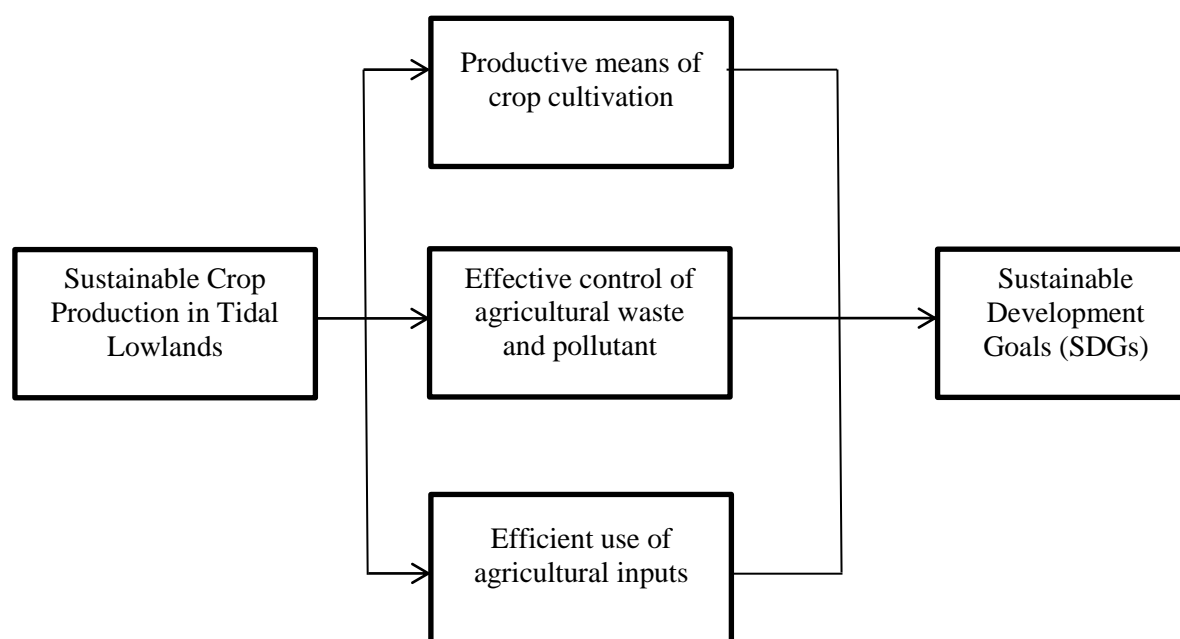 Productive means of
crop cultivation
Sustainable Crop
Production in Tidal
Lowlands
Effective control of
agricultural waste
and pollutant
Sustainable
Development
Goals (SDGs)
Efficient use of
agricultural inputs